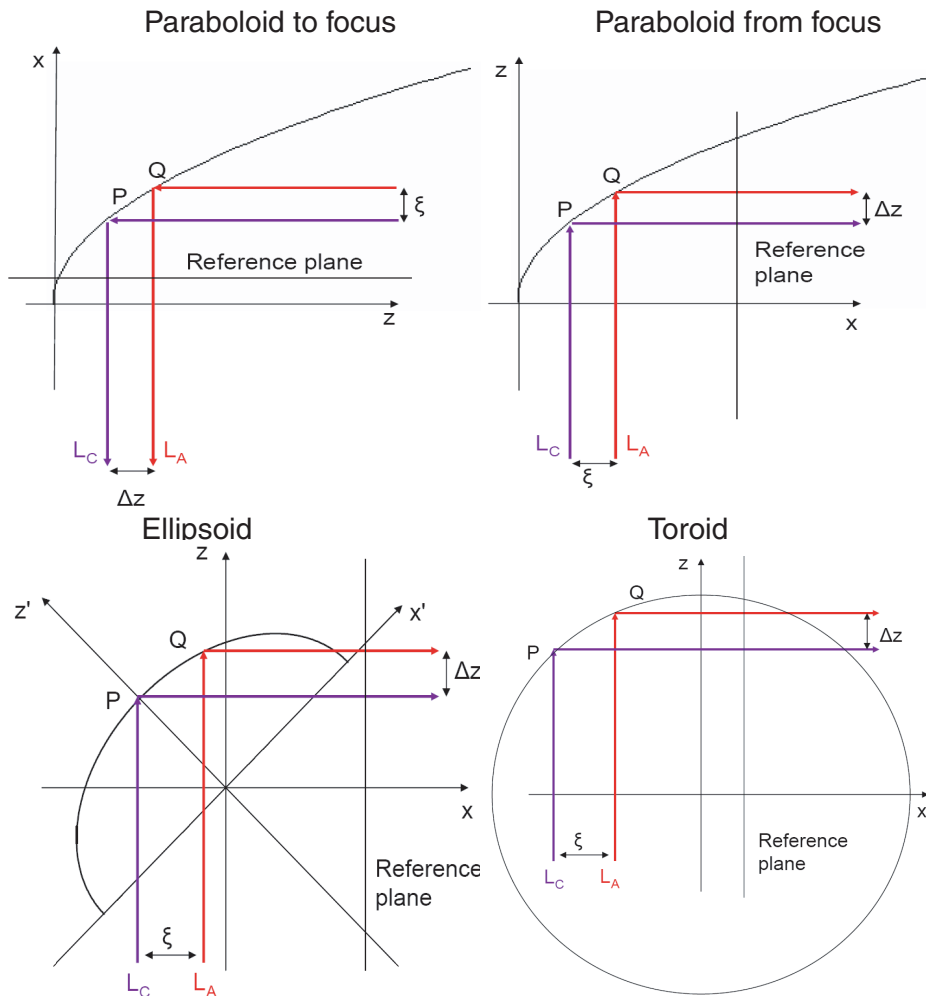 Paraboloid to focus
x
Q
P
ξ
Reference plane
z
L_C
L_A
Δz
Paraboloid from focus
z
Q
P
Δz
Reference
plane
x
L_C
L_A
ξ
Ellipsoid
z
z'
x'
Q
Δz
P
x
Reference
plane
ξ
L_C
L_A
Toroid
z
Q
Δz
P
x
ξ
Reference
plane
L_C
L_A